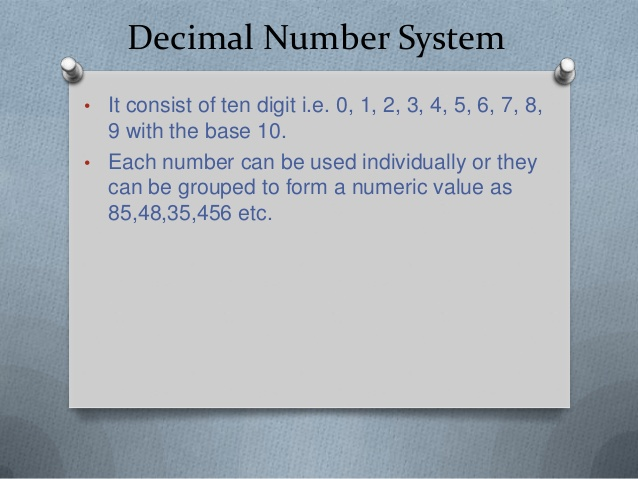 Decimal Number System
• It consist of ten digit i.e. 0, 1, 2, 3, 4, 5, 6, 7, 8,
9 with the base 10.
• Each number can be used individually or they
can be grouped to form a numeric value as
85,48,35,456 etc.